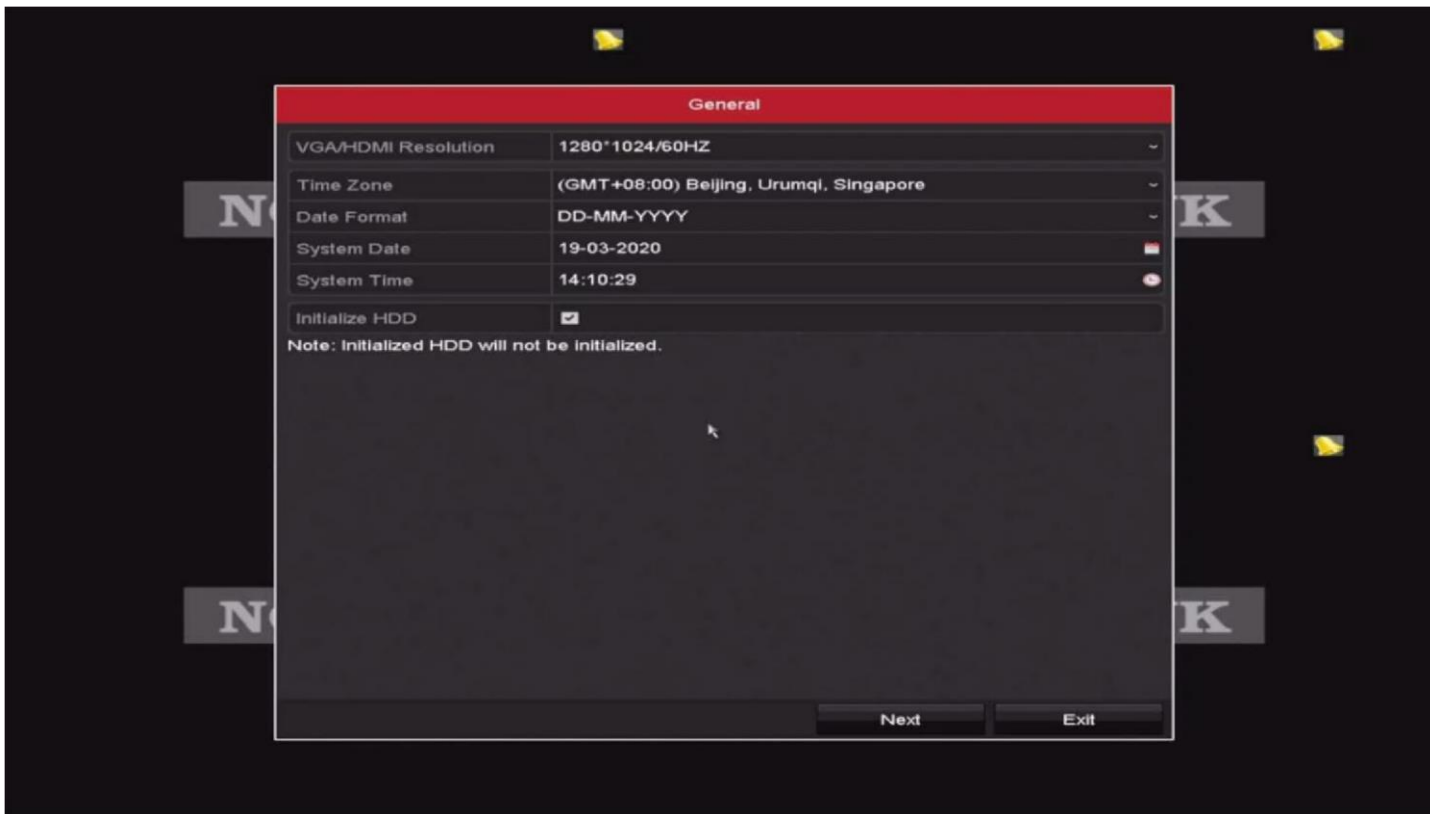 General
VGA/HDMI Resolution 1280*1024/60HZ
Time Zone (GMT+08:00) Beijing, Urumqi, Singapore
Date Format DD-MM-YYYY
System Date 19-03-2020
System Time 14:10:29
Initialize HDD
Note: Initialized HDD will not be initialized.
Next Exit